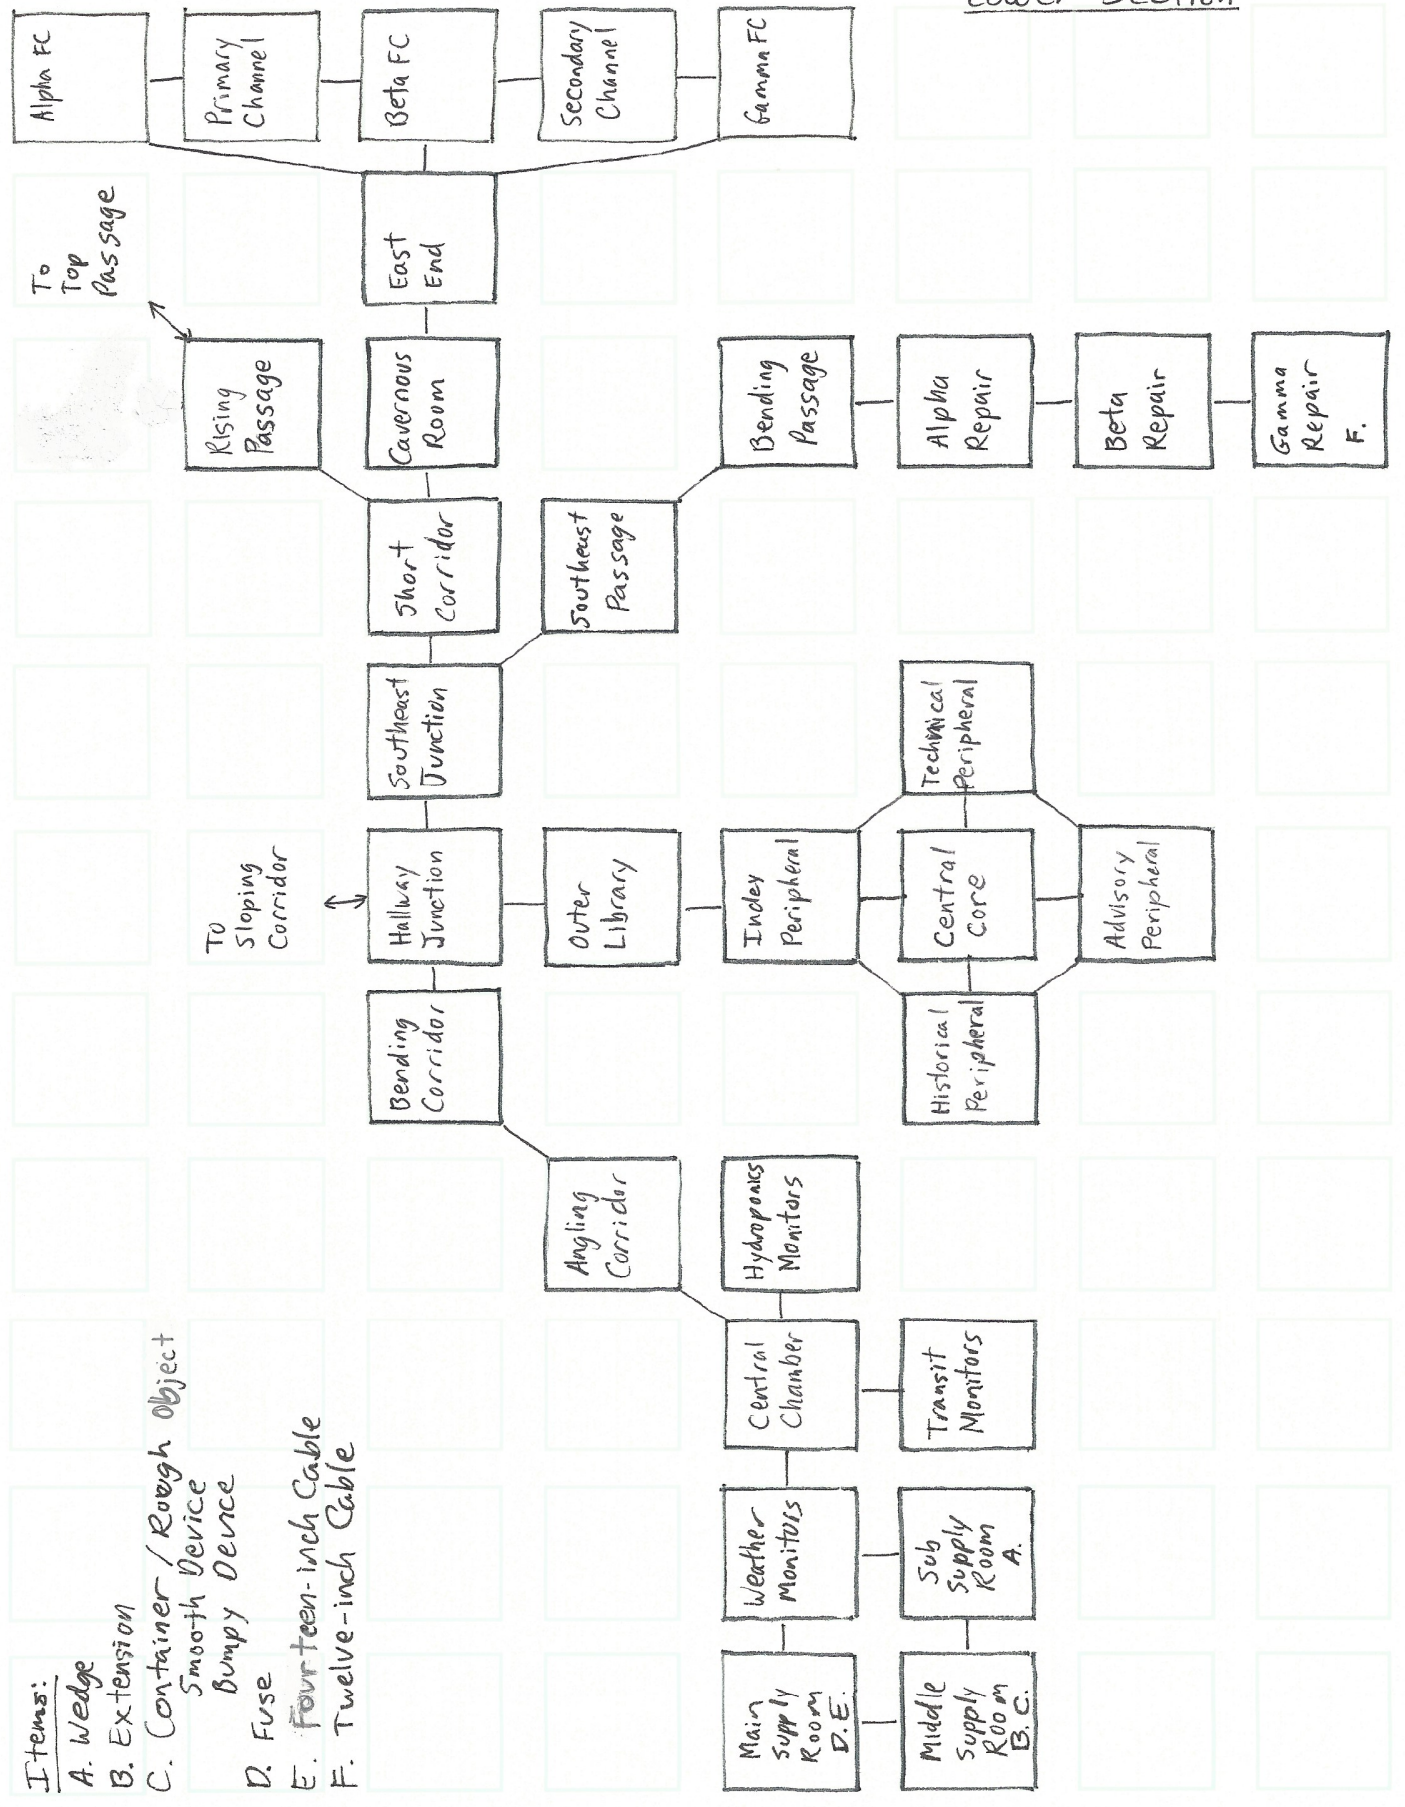 Lower Section
Items:
A. Wedge
B. Extension
C. Container / Rough Object
Smooth Device
Bumpy Device
D. Fuse
E. Fourteen-inch Cable
F. Twelve-inch Cable
To
Top
Passage
Alpha FC
Rising
Passage
Primary
Channel
To
Sloping
Corridor
Bending
Corridor
Hallway
Junction
Southeast
Junction
Short
Corridor
Cavernous
Room
East
End
Beta FC
Angling
Corridor
Outer
Library
Southeast
Passage
Secondary
Channel
Main
Supply
Room
D. E.
Weather
Monitors
Central
Chamber
Hydroponics
Monitors
Index
Peripheral
Bending
Passage
Gamma FC
Middle
Supply
Room
B. C.
Sub
Supply
Room
A.
Transit
Monitors
Historical
Peripheral
Central
Core
Technical
Peripheral
Alpha
Repair
Advisory
Peripheral
Beta
Repair
Gamma
Repair
F.